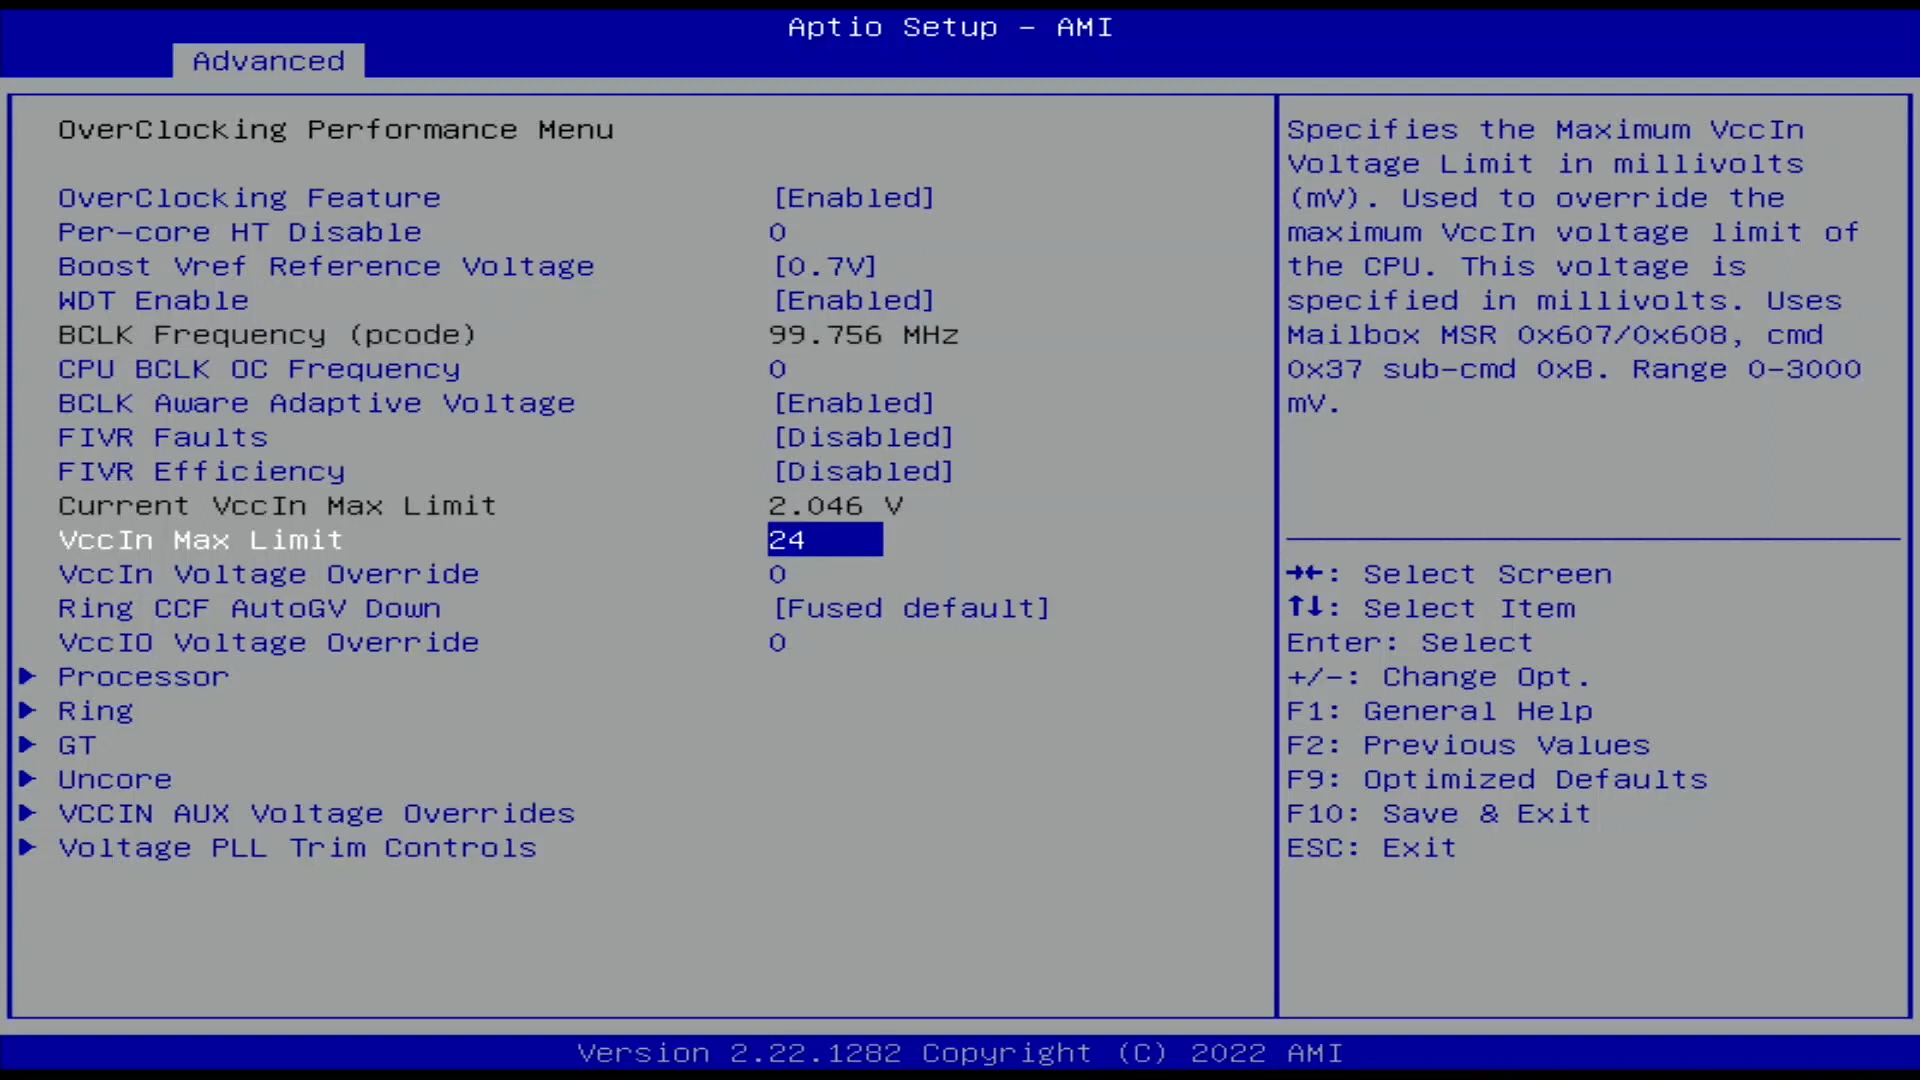 Aptio Setup - AMI
Advanced
OverClocking Performance Menu
OverClocking Feature [Enabled]
Per-core HT Disable 0
Boost Vref Reference Voltage [0.7V]
WDT Enable [Enabled]
BCLK Frequency (pcode) 99.756 MHz
CPU BCLK OC Frequency 0
BCLK Aware Adaptive Voltage [Enabled]
FIVR Faults [Disabled]
FIVR Efficiency [Disabled]
Current VccIn Max Limit 2.046 V
VccIn Max Limit 24
VccIn Voltage Override 0
Ring CCF AutoGV Down [Fused default]
VccIO Voltage Override 0
▶ Processor
▶ Ring
▶ GT
▶ Uncore
▶ VCCIN AUX Voltage Overrides
▶ Voltage PLL Trim Controls
Specifies the Maximum VccIn
Voltage Limit in millivolts
(mV). Used to override the
maximum VccIn voltage limit of
the CPU. This voltage is
specified in millivolts. Uses
Mailbox MSR 0x607/0x608, cmd
0x37 sub-cmd 0xB. Range 0-3000
mV.
→←: Select Screen
↑↓: Select Item
Enter: Select
+/-: Change Opt.
F1: General Help
F2: Previous Values
F9: Optimized Defaults
F10: Save & Exit
ESC: Exit
Version 2.22.1282 Copyright (C) 2022 AMI